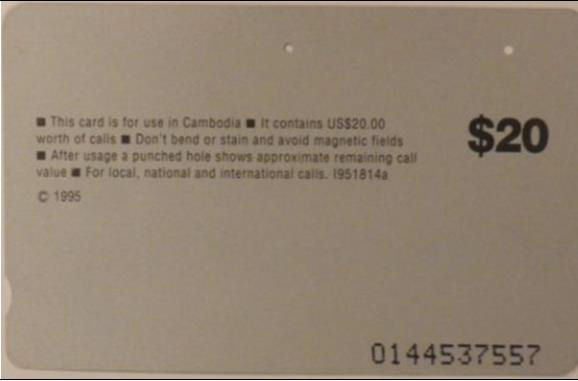 ■ This card is for use in Cambodia ■ It contains US$20.00
worth of calls ■ Don't bend or stain and avoid magnetic fields
■ After usage a punched hole shows approximate remaining call
value ■ For local, national and international calls. I951814a
© 1995
$20
0144537557